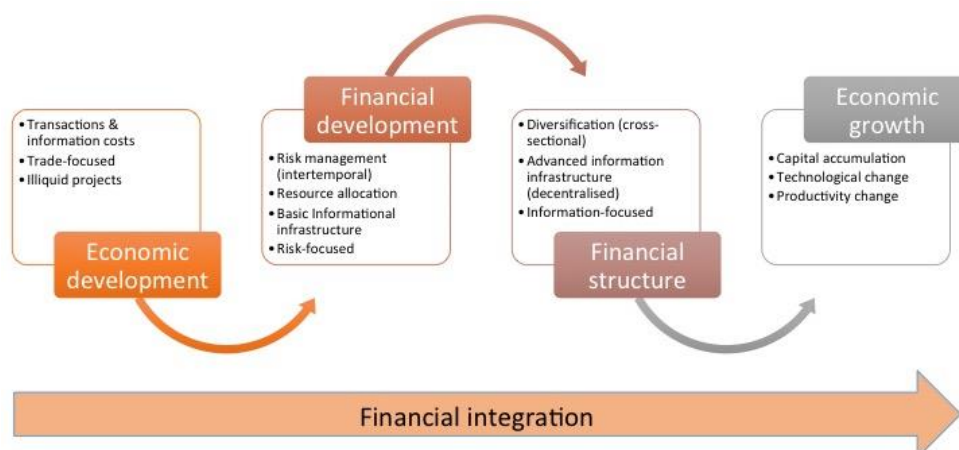 • Transactions &
information costs
• Trade-focused
• Illiquid projects
Economic
development
Financial
development
• Risk management
(intertemporal)
• Resource allocation
• Basic Informational
infrastructure
• Risk-focused
• Diversification (cross-
sectional)
• Advanced information
infrastructure
(decentralised)
• Information-focused
Financial
structure
Economic
growth
• Capital accumulation
• Technological change
• Productivity change
Financial integration